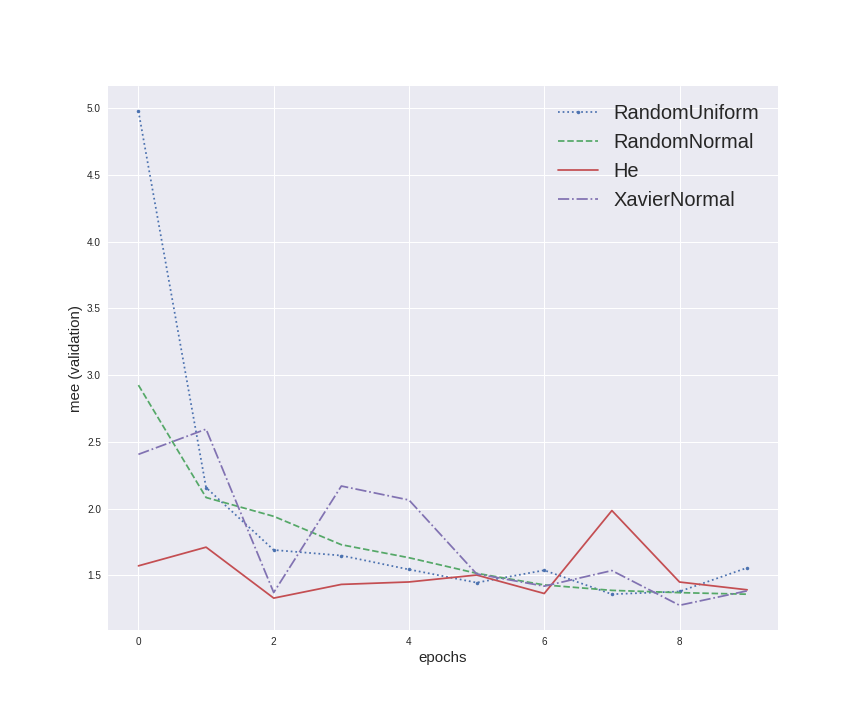 5.0
4.5
4.0
3.5
3.0
2.5
2.0
1.5
mee (validation)
RandomUniform
RandomNormal
He
XavierNormal
0 2 4 6 8
epochs